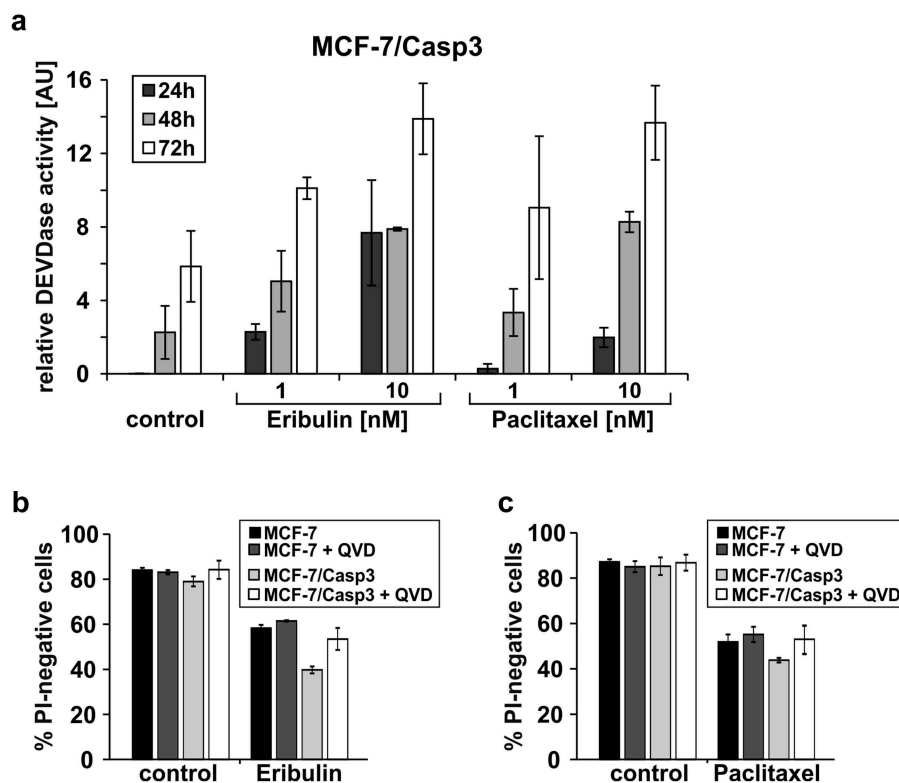 a
MCF-7/Casp3
relative DEVDase activity [AU]
16
12
8
4
0
24h
48h
72h
1
10
1
10
control
Eribulin [nM]
Paclitaxel [nM]
b
% PI-negative cells
100
80
60
40
20
0
MCF-7
MCF-7 + QVD
MCF-7/Casp3
MCF-7/Casp3 + QVD
control
Eribulin
c
% PI-negative cells
100
80
60
40
20
0
MCF-7
MCF-7 + QVD
MCF-7/Casp3
MCF-7/Casp3 + QVD
control
Paclitaxel